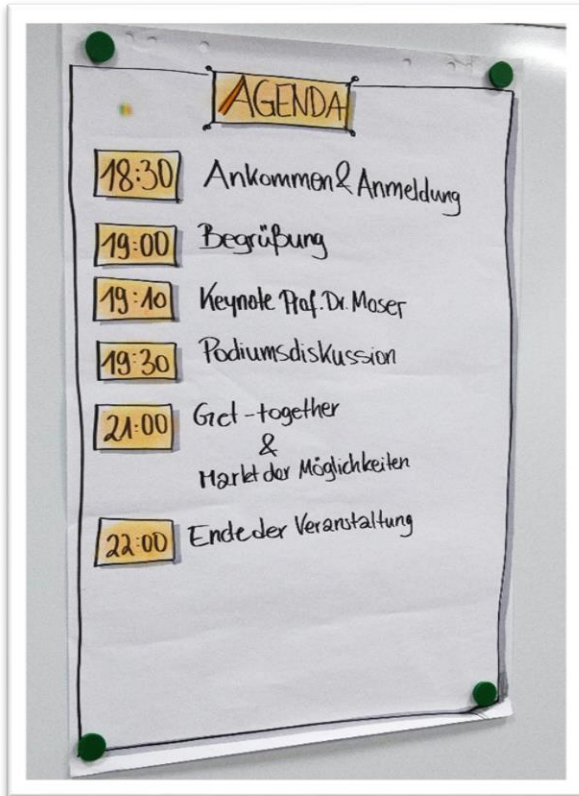 AGENDA
18:30 Ankommen & Anmeldung
19:00 Begrüßung
19:10 Keynote Prof. Dr. Moser
19:30 Podiumsdiskussion
21:00 Get-together
&
Markt der Möglichkeiten
22:00 Ende der Veranstaltung